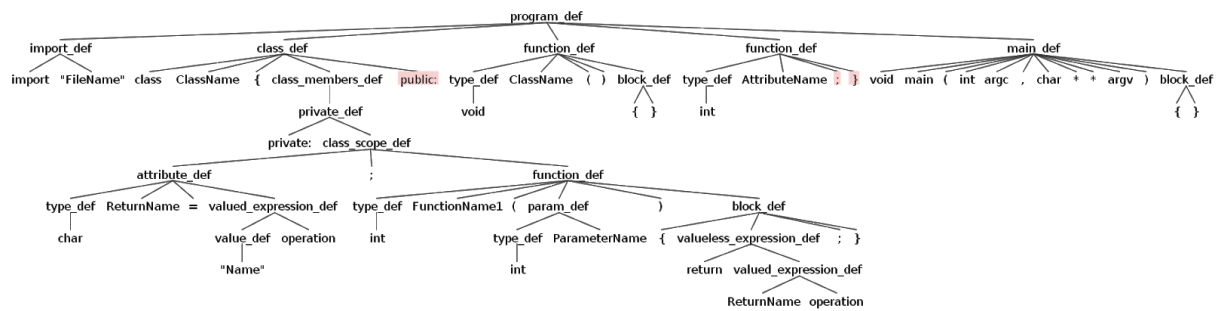 program_def
import_def class_def function_def function_def main_def
import "FileName" class ClassName { class_members_def public: type_def ClassName ( ) block_def type_def AttributeName ; } void main ( int argc , char * * argv ) block_def
private_def void { } int { }
private: class_scope_def
attribute_def ; function_def
type_def ReturnName = valued_expression_def type_def FunctionName1 ( param_def ) block_def
char value_def operation int type_def ParameterName { valueless_expression_def ; }
"Name" int return valued_expression_def
ReturnName operation